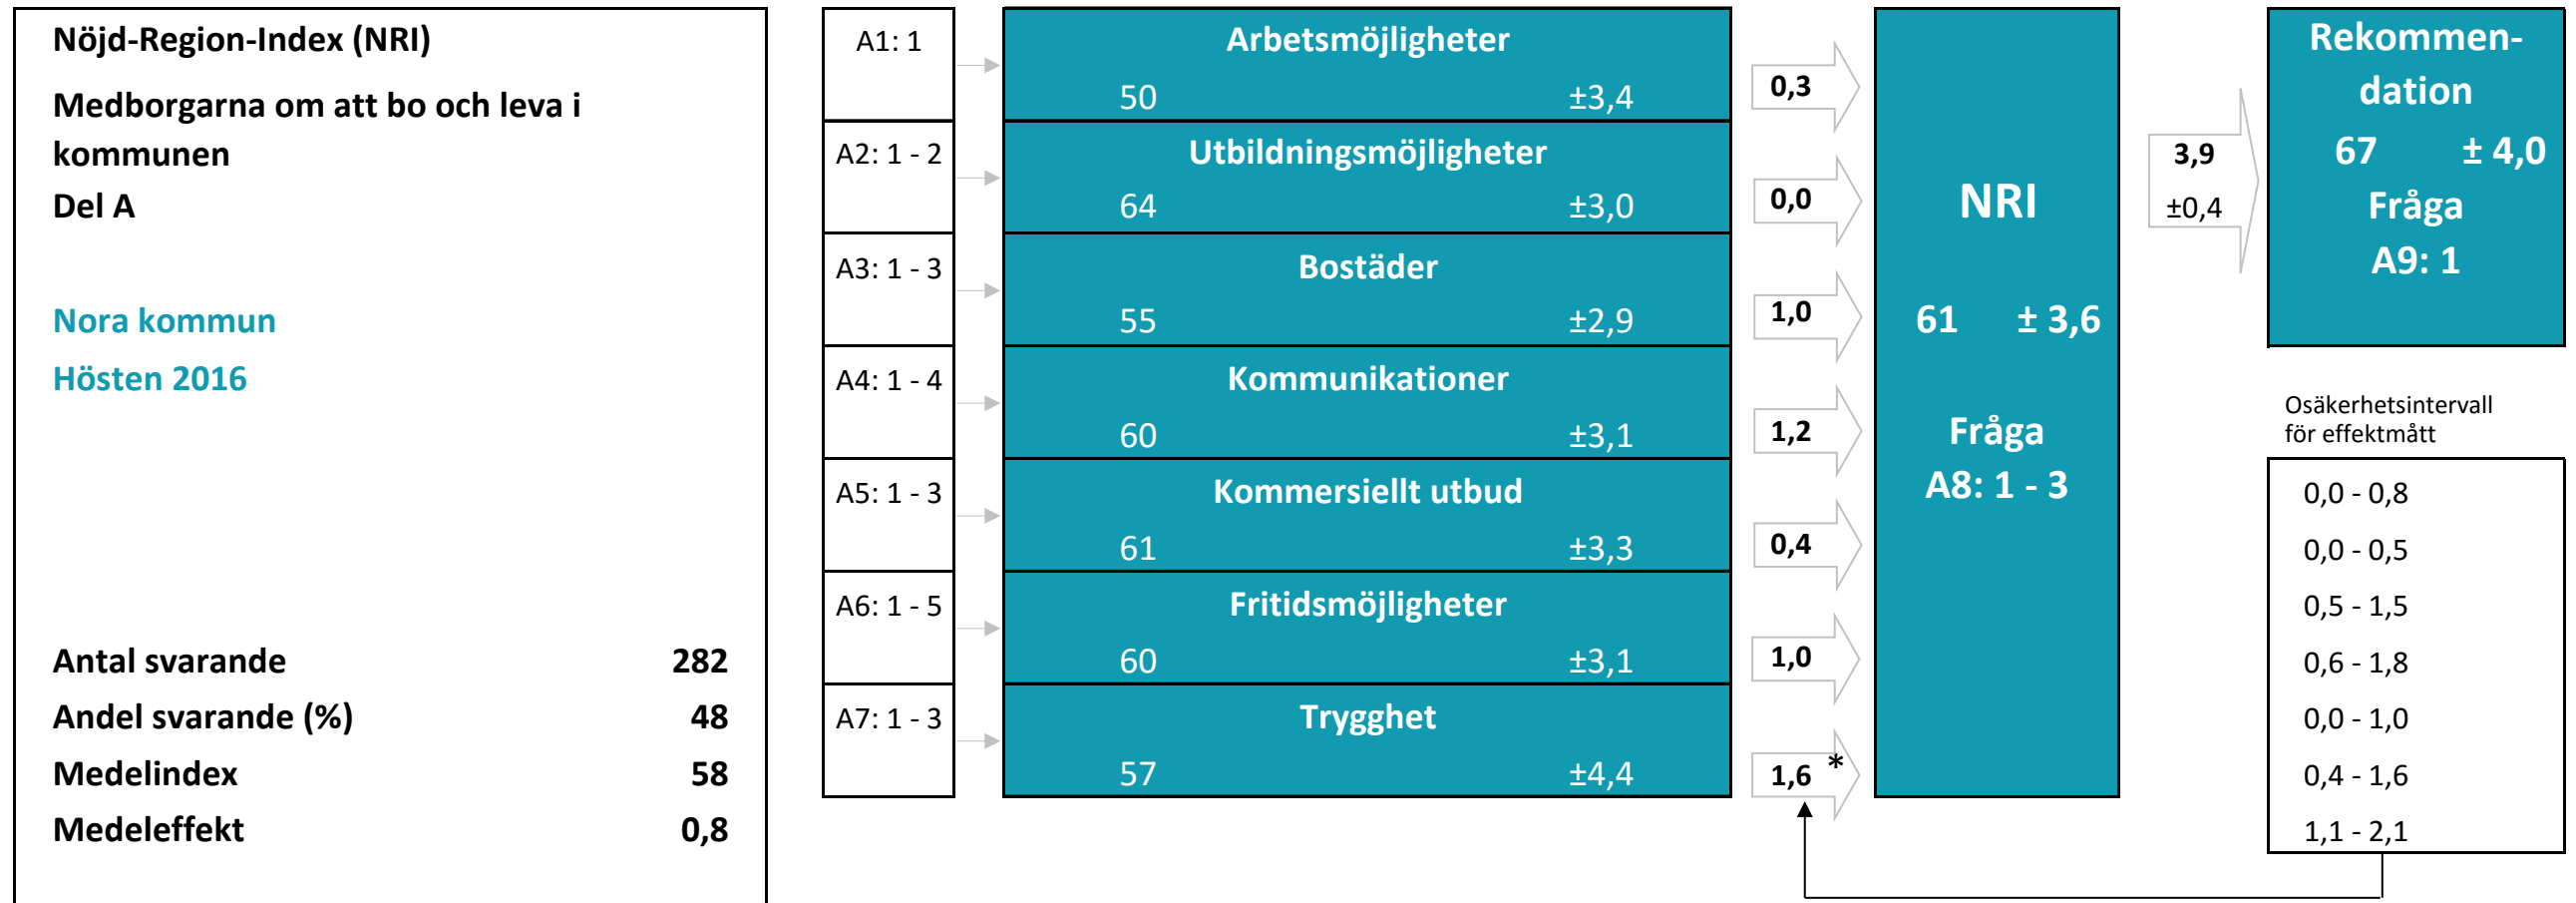 Nöjd-Region-Index (NRI)
Medborgarna om att bo och leva i
kommunen
Del A
Nora kommun
Hösten 2016
Antal svarande 282
Andel svarande (%) 48
Medelindex 58
Medeleffekt 0,8
A1: 1
Arbetsmöjligheter
50 ±3,4
0,3
A2: 1 - 2
Utbildningsmöjligheter
64 ±3,0
0,0
A3: 1 - 3
Bostäder
55 ±2,9
1,0
A4: 1 - 4
Kommunikationer
60 ±3,1
1,2
A5: 1 - 3
Kommersiellt utbud
61 ±3,3
0,4
A6: 1 - 5
Fritidsmöjligheter
60 ±3,1
1,0
A7: 1 - 3
Trygghet
57 ±4,4
1,6 *
NRI
61 ± 3,6
Fråga
A8: 1 - 3
3,9
±0,4
Rekommen-
dation
67 ± 4,0
Fråga
A9: 1
Osäkerhetsintervall
för effektmått
0,0 - 0,8
0,0 - 0,5
0,5 - 1,5
0,6 - 1,8
0,0 - 1,0
0,4 - 1,6
1,1 - 2,1